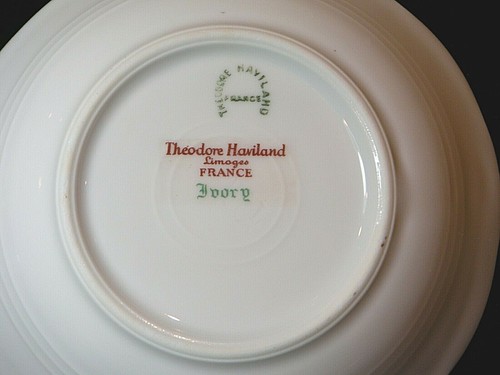 THEODORE HAVILAND
FRANCE
Theodore Haviland
Limoges
FRANCE
Ivory